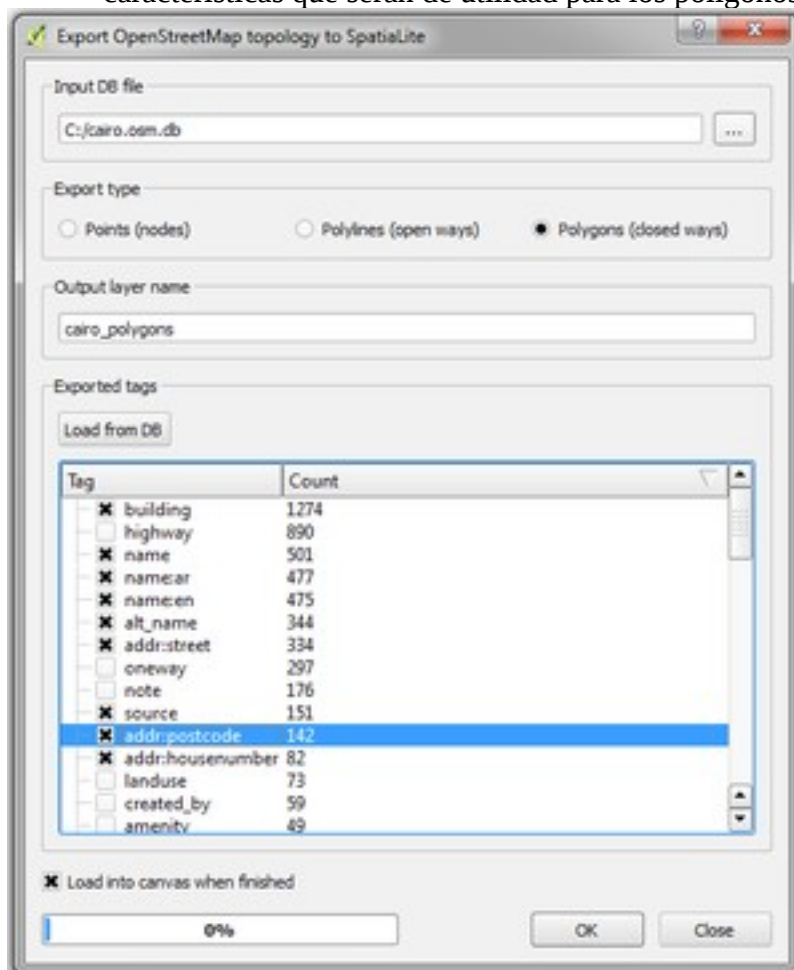 características que serán de utilidad para los polígonos
Export OpenStreetMap topology to SpatiaLite
Input DB file
C:/cairo.osm.db
...
Export type
Points (nodes) Polylines (open ways) Polygons (closed ways)
Output layer name
cairo_polygons
Exported tags
Load from DB
Tag Count
building 1274
highway 890
name 501
name:ar 477
name:en 475
alt_name 344
addr:street 334
oneway 297
note 176
source 151
addr:postcode 142
addr:housenumber 82
landuse 73
created_by 59
amenity 49
Load into canvas when finished
0% OK Close